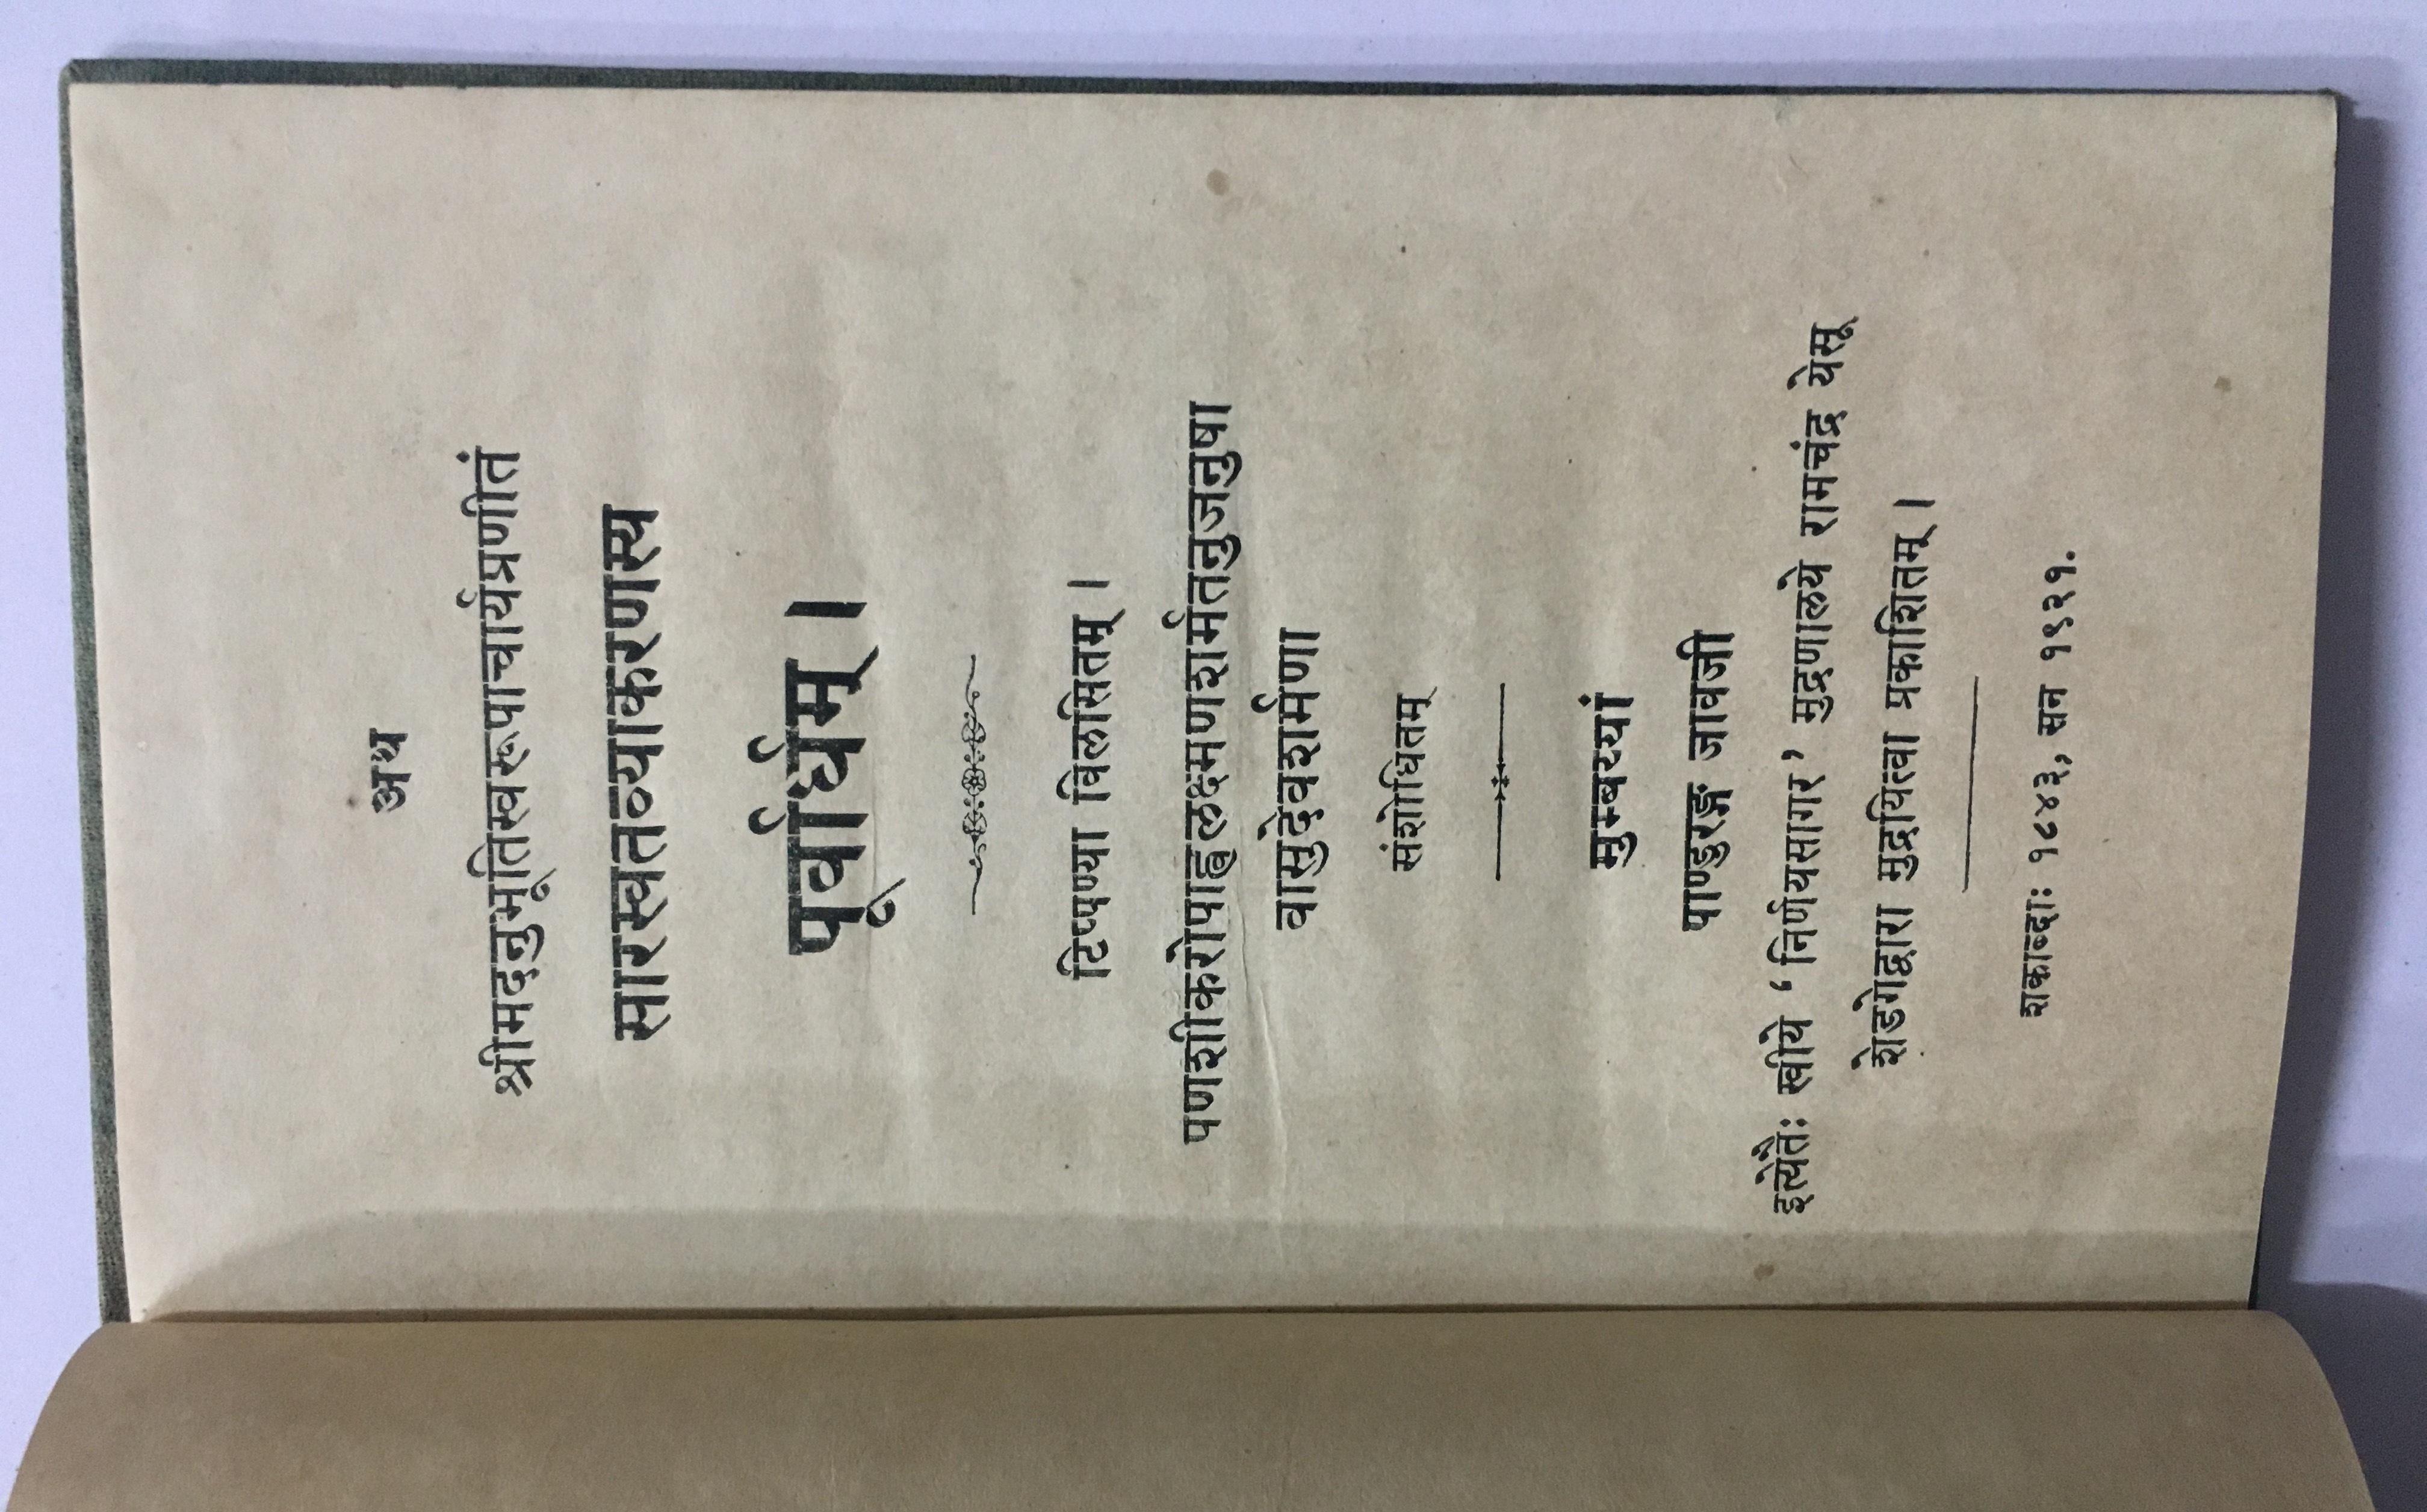 अथ
श्रीमदनुभूतिस्वरूपाचार्यप्रणीतं
सारस्वतव्याकरणस्य
पूर्वार्धम् ।
टिप्पण्या विलसितम् ।
पणशीकरोपाह्वलक्ष्मणशर्मतनुजनुषा
वासुदेवशर्मणा
संशोधितम्
मुम्बय्यां
पाण्डुरङ्ग जावजी
इत्येतैः स्वीये ‘निर्णयसागर’ मुद्रणालये रामचंद्र येसू
शेडगेद्वारा मुद्रयित्वा प्रकाशितम् ।
शकाब्दाः १८४३, सन १९२१.